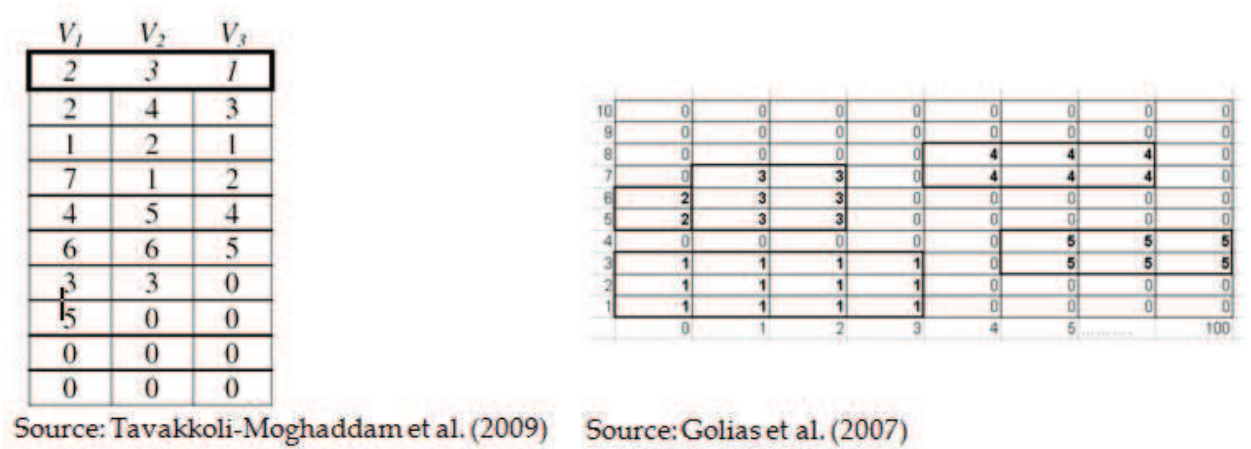 V1 V2 V3
2 3 1
2 4 3
1 2 1
7 1 2
4 5 4
6 6 5
3 3 0
5 0 0
0 0 0
0 0 0
Source: Tavakkoli-Moghaddam et al. (2009)
10 0 0 0 0 0 0 0 0
9 0 0 0 0 0 0 0 0
8 0 0 0 0 4 4 4 0
7 0 3 3 0 4 4 4 0
6 2 3 3 0 0 0 0 0
5 2 3 3 0 0 0 0 0
4 0 0 0 0 0 5 5 5
3 1 1 1 1 0 5 5 5
2 1 1 1 1 0 0 0 0
1 1 1 1 1 0 0 0 0
0 1 2 3 4 5 ......... 100
Source: Golias et al. (2007)